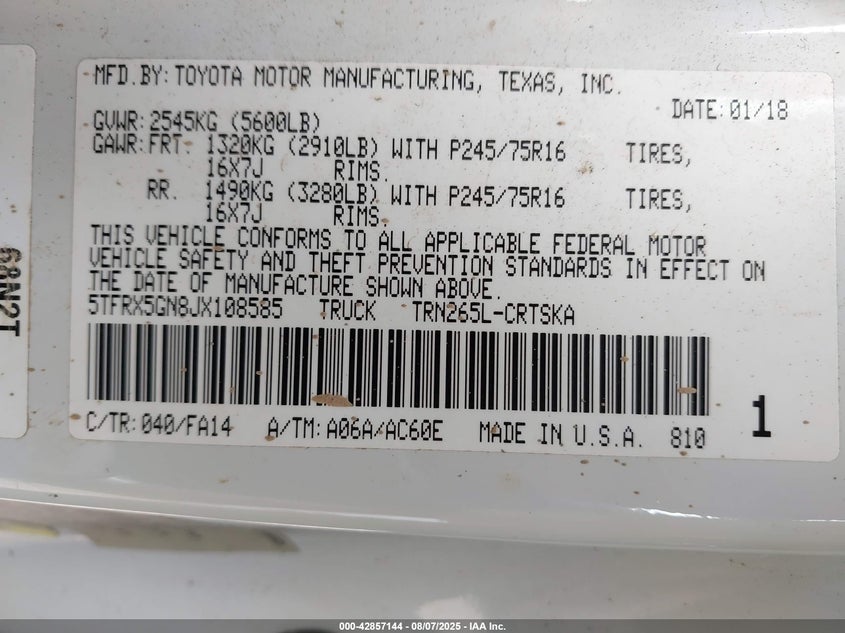 MFD.BY:TOYOTA MOTOR MANUFACTURING, TEXAS, INC.
DATE:01/18
GVWR:2545KG (5600LB)
GAWR:FRT. 1320KG (2910LB) WITH P245/75R16 TIRES,
16X7J RIMS.
RR. 1490KG (3280LB) WITH P245/75R16 TIRES,
16X7J RIMS.
THIS VEHICLE CONFORMS TO ALL APPLICABLE FEDERAL MOTOR
VEHICLE SAFETY AND THEFT PREVENTION STANDARDS IN EFFECT ON
THE DATE OF MANUFACTURE SHOWN ABOVE.
5TFRX5GN8JX108585 TRUCK TRN265L-CRTSKA
C/TR:040/FA14 A/TM:A06A/AC60E MADE IN U.S.A. 810 1
68N2T
000-42857144 - 08/07/2025 - IAA Inc.